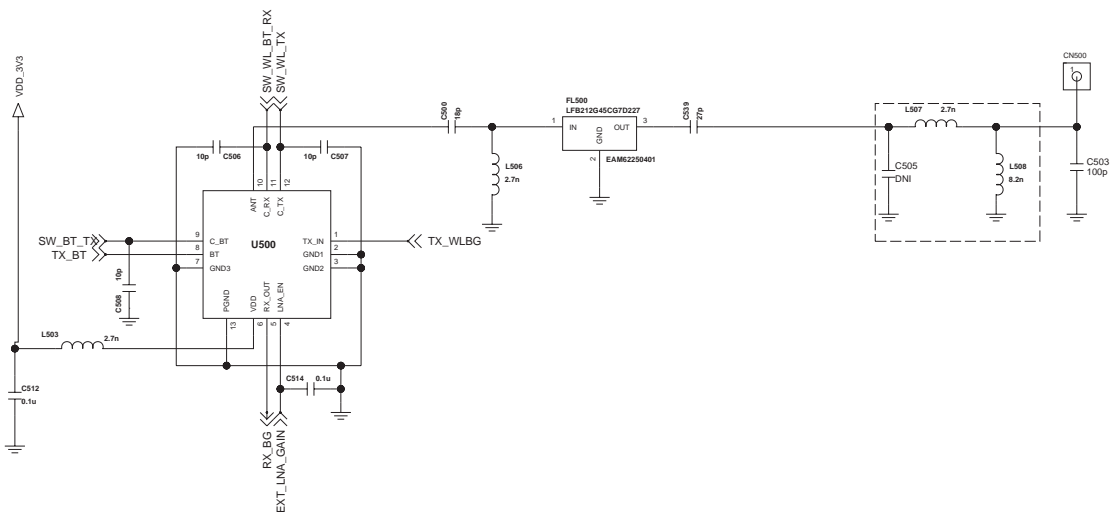 VDD_3V3
SW_WL_BT_RX
SW_WL_TX
CN500
1
FL500
LFB212G45CG7D227
C500
18p
1
IN
OUT
3
GND
2
EAM62250401
C539
27p
L507
2.7n
10p
C506
10p
C507
L506
2.7n
C505
DNI
L508
8.2n
C503
100p
10
11
12
ANT
C_RX
C_TX
SW_BT_TX
TX_BT
9
8
7
C_BT
BT
GND3
U500
TX_IN
GND1
GND2
1
2
3
TX_WLBG
10p
C508
PGND
VDD
RX_OUT
LNA_EN
13
6
5
4
L503
2.7n
C512
0.1u
C514
0.1u
RX_BG
EXT_LNA_GAIN